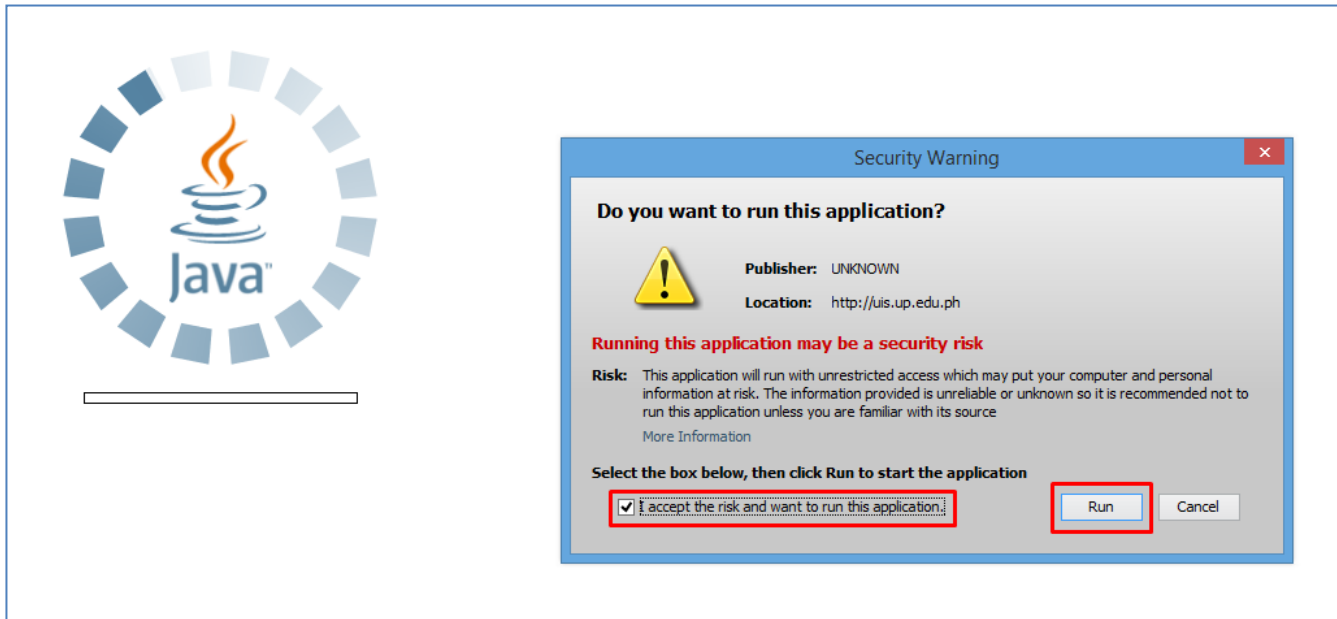 Java™
Security Warning
Do you want to run this application?
Publisher: UNKNOWN
Location: http://uis.up.edu.ph
Running this application may be a security risk
Risk: This application will run with unrestricted access which may put your computer and personal
information at risk. The information provided is unreliable or unknown so it is recommended not to
run this application unless you are familiar with its source
More Information
Select the box below, then click Run to start the application
I accept the risk and want to run this application.
Run Cancel